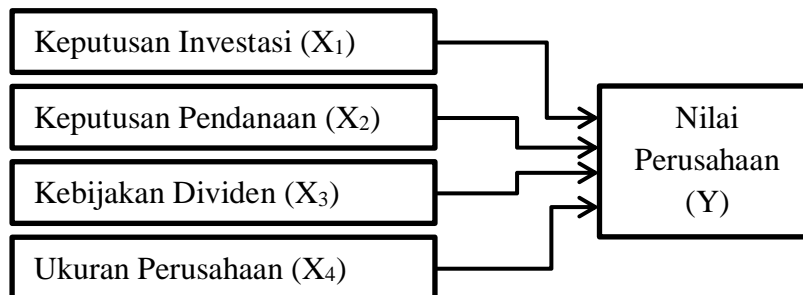 Keputusan Investasi (X₁)
Keputusan Pendanaan (X₂)
Kebijakan Dividen (X₃)
Ukuran Perusahaan (X₄)
Nilai
Perusahaan
(Y)